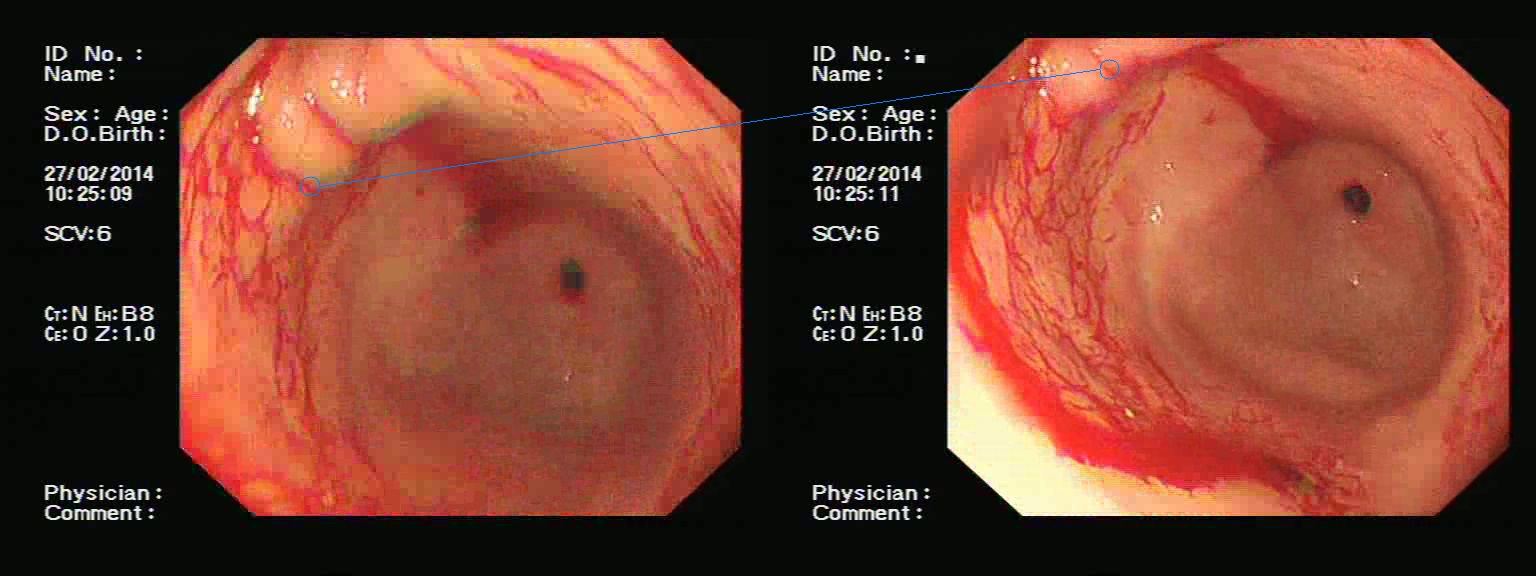 ID No. :
Name:
Sex: Age:
D.O.Birth:
27/02/2014
10:25:09
SCV:6
CT:N EH:B8
CE:0 Z:1.0
Physician:
Comment:
ID No. :
Name:
Sex: Age:
D.O.Birth:
27/02/2014
10:25:11
SCV:6
CT:N EH:B8
CE:0 Z:1.0
Physician:
Comment: